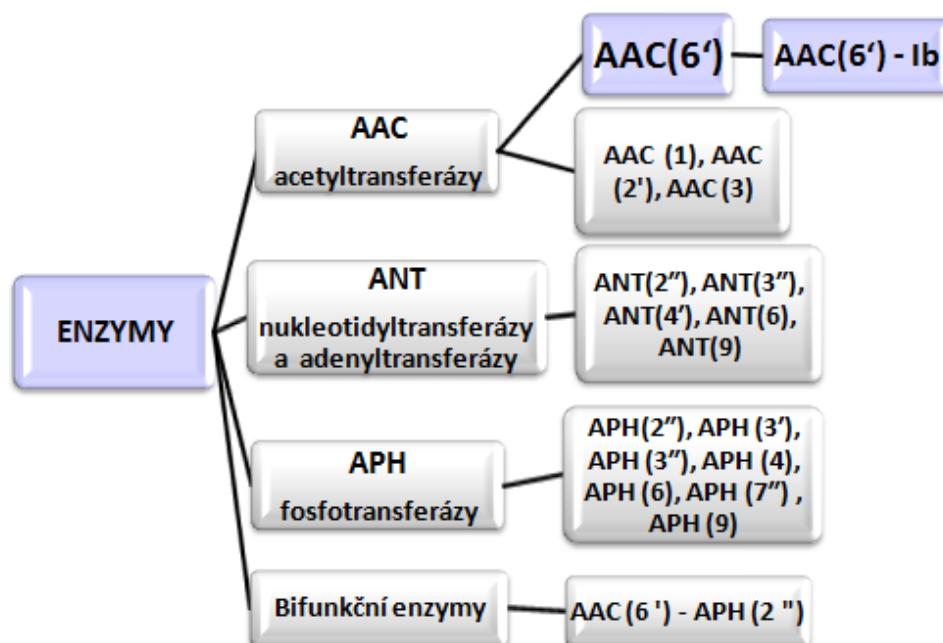 ENZYMY
AAC
acetyltransferázy
AAC(6‘)
AAC(6‘) - Ib
AAC (1), AAC
(2'), AAC (3)
ANT
nukleotidyltransferázy
a adenyltransferázy
ANT(2″), ANT(3″),
ANT(4′), ANT(6),
ANT(9)
APH
fosfotransferázy
APH(2″), APH (3′),
APH (3″), APH (4),
APH (6), APH (7″) ,
APH (9)
Bifunkční enzymy
AAC (6 ') - APH (2 ")